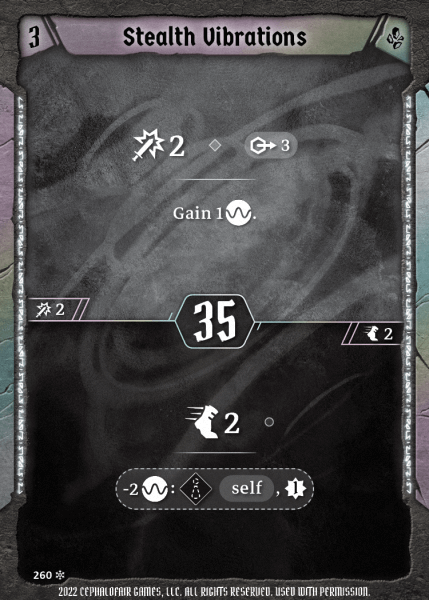 3
Stealth Vibrations
2
3
Gain 1 .
2
35
2
2
-2 : self , 1
260
2022 CEPHALOFAIR GAMES, LLC. ALL RIGHTS RESERVED. USED WITH PERMISSION.